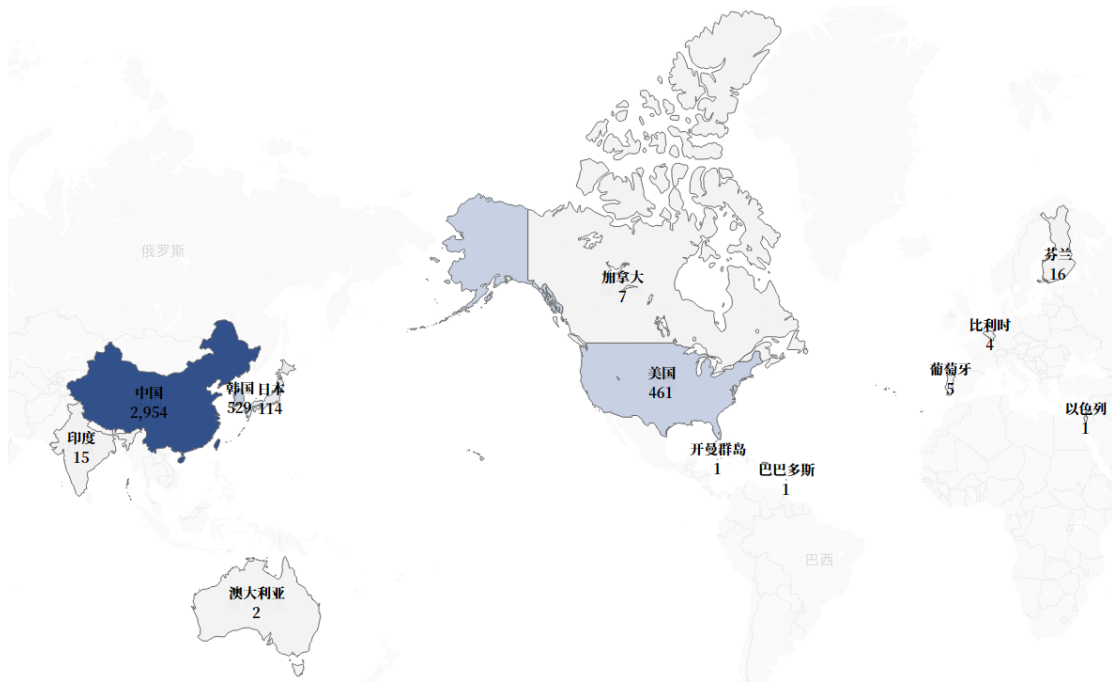 俄罗斯
芬兰
16
加拿大
7
比利时
4
葡萄牙
5
美国
461
中国
2,954
韩国
529
日本
114
以色列
1
印度
15
开曼群岛
1
巴巴多斯
1
巴西
澳大利亚
2